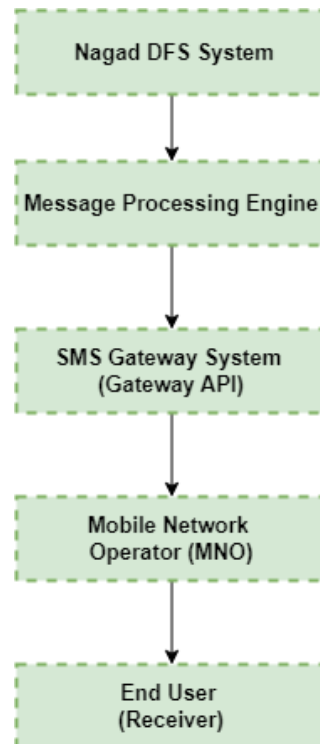 Nagad DFS System
Message Processing Engine
SMS Gateway System
(Gateway API)
Mobile Network
Operator (MNO)
End User
(Receiver)